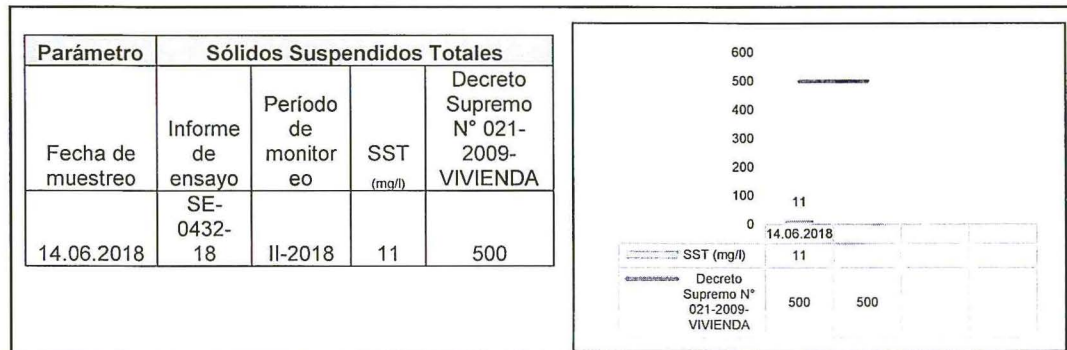 Parámetro Sólidos Suspendidos Totales
Fecha de
muestreo
Informe
de
ensayo
Período
de
monitor
eo
SST
(mg/l)
Decreto
Supremo
N° 021-
2009-
VIVIENDA
14.06.2018
SE-
0432-
18
II-2018
11
500
600
500
400
300
200
100
0
11
14.06.2018
SST (mg/l) 11
Decreto
Supremo N°
021-2009-
VIVIENDA
500 500